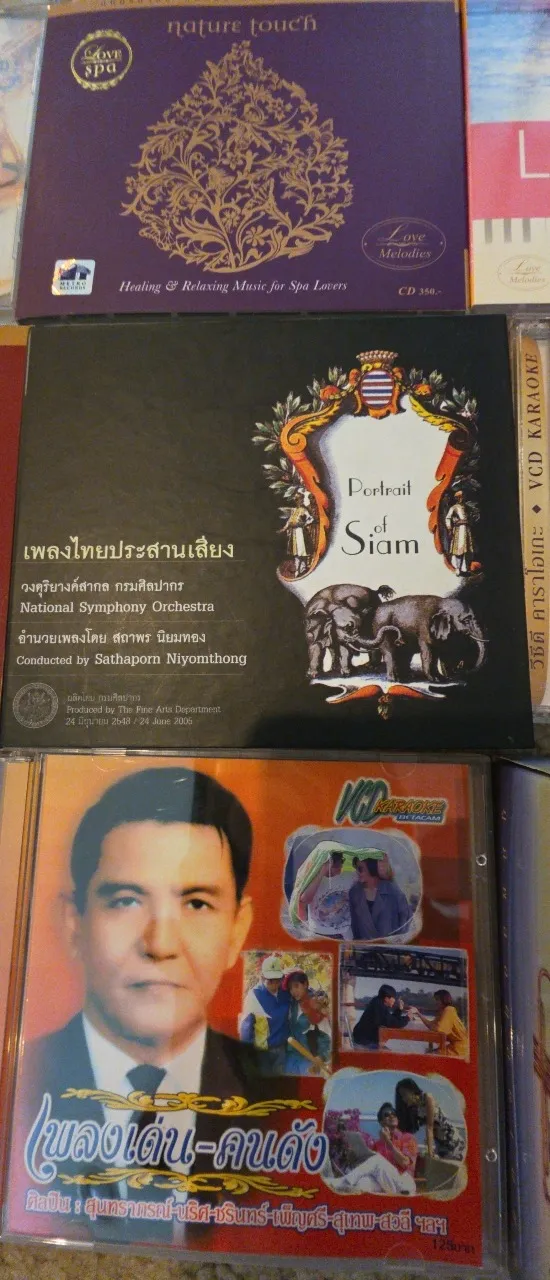 nature touch
Love
spa
Love
Melodies
METRO
RECORDS
Healing & Relaxing Music for Spa Lovers
CD 350.-
L
Love
Melodies
Portrait
of
Siam
เพลงไทยประสานเสียง
วงดุริยางค์สากล กรมศิลปากร
National Symphony Orchestra
อำนวยเพลงโดย สถาพร นิยมทอง
Conducted by Sathaporn Niyomthong
ผลิตโดย กรมศิลปากร
Produced by The Fine Arts Department
24 มิถุนายน 2548 / 24 June 2005
วีซีดี คาราโอเกะ ◆ VCD KARAOKE
VCD KARAOKE
BETACAM
เพลงเด่น-คนดัง
ศิลปิน : สุนทราภรณ์-นริศ-ชรินทร์-เพ็ญศรี-สุเทพ-สวลี ฯลฯ
125บาท